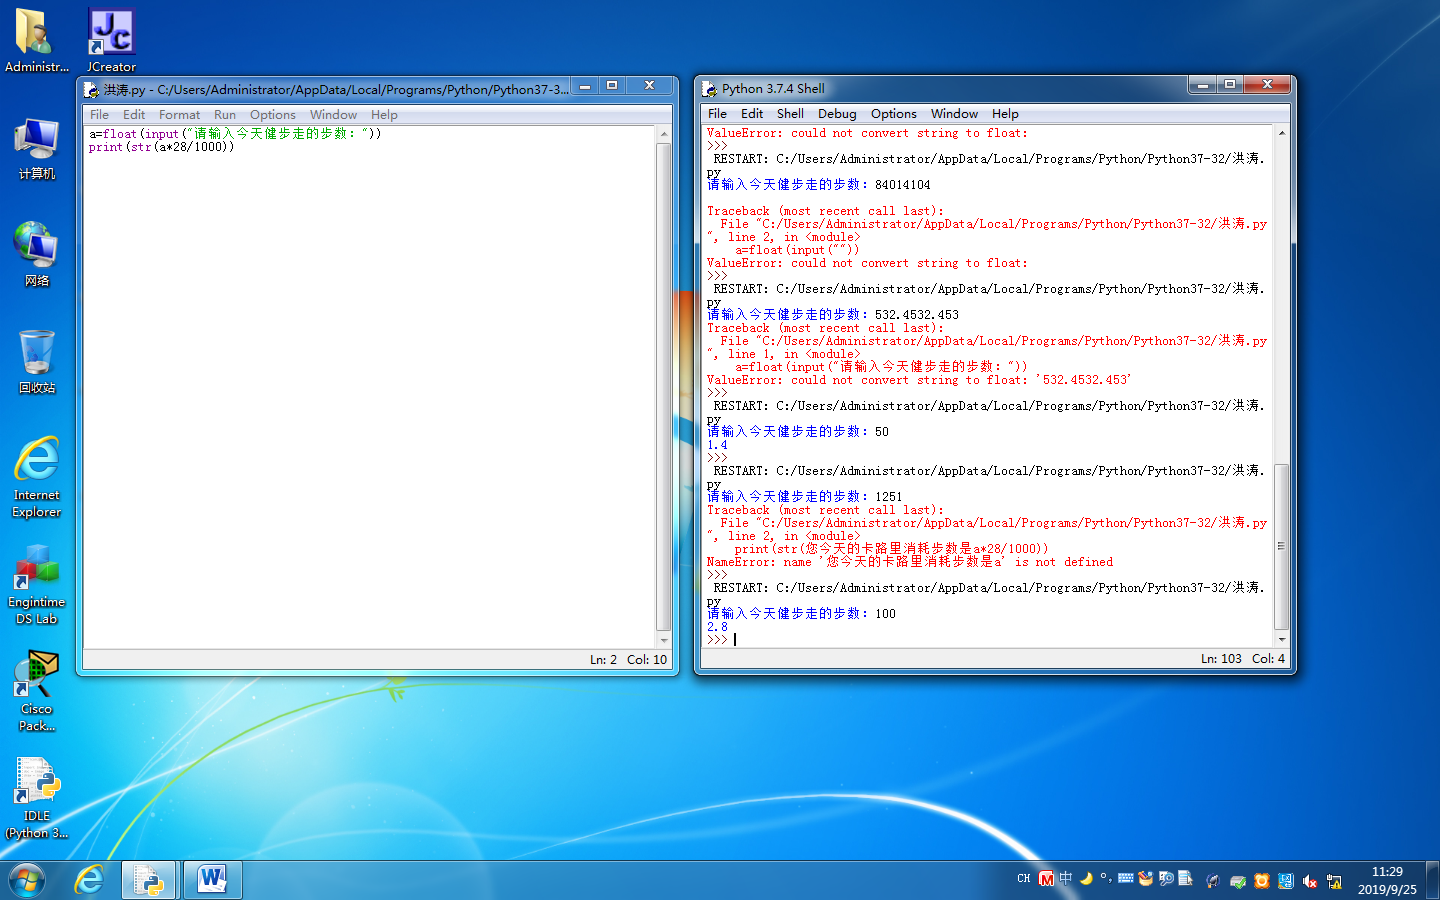 Administr...
JCreator
计算机
网络
回收站
Internet
Explorer
Engintime
DS Lab
Cisco
Pack...
IDLE
(Python 3...
洪涛.py - C:/Users/Administrator/AppData/Local/Programs/Python/Python37-3...
File Edit Format Run Options Window Help
a=float(input("请输入今天健步走的步数："))
print(str(a*28/1000))
Ln: 2 Col: 10
Python 3.7.4 Shell
File Edit Shell Debug Options Window Help
ValueError: could not convert string to float:
>>>
RESTART: C:/Users/Administrator/AppData/Local/Programs/Python/Python37-32/洪涛.
py
请输入今天健步走的步数：84014104
Traceback (most recent call last):
File "C:/Users/Administrator/AppData/Local/Programs/Python/Python37-32/洪涛.py
", line 2, in <module>
a=float(input(""))
ValueError: could not convert string to float:
>>>
RESTART: C:/Users/Administrator/AppData/Local/Programs/Python/Python37-32/洪涛.
py
请输入今天健步走的步数：532.4532.453
Traceback (most recent call last):
File "C:/Users/Administrator/AppData/Local/Programs/Python/Python37-32/洪涛.py
", line 1, in <module>
a=float(input("请输入今天健步走的步数："))
ValueError: could not convert string to float: '532.4532.453'
>>>
RESTART: C:/Users/Administrator/AppData/Local/Programs/Python/Python37-32/洪涛.
py
请输入今天健步走的步数：50
1.4
>>>
RESTART: C:/Users/Administrator/AppData/Local/Programs/Python/Python37-32/洪涛.
py
请输入今天健步走的步数：1251
Traceback (most recent call last):
File "C:/Users/Administrator/AppData/Local/Programs/Python/Python37-32/洪涛.py
", line 2, in <module>
print(str(您今天的卡路里消耗步数是a*28/1000))
NameError: name '您今天的卡路里消耗步数是a' is not defined
>>>
RESTART: C:/Users/Administrator/AppData/Local/Programs/Python/Python37-32/洪涛.
py
请输入今天健步走的步数：100
2.8
>>>
Ln: 103 Col: 4
CH M 中
11:29
2019/9/25